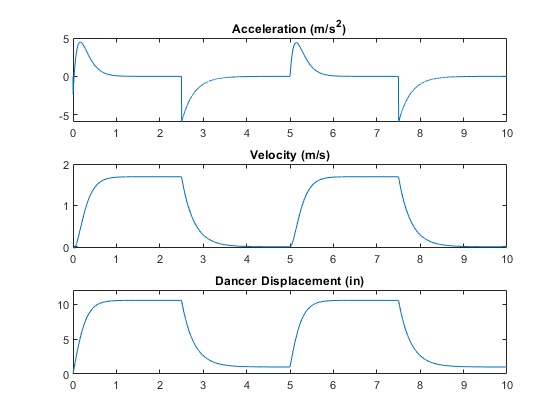 Acceleration (m/s²)
5
0
-5
0 1 2 3 4 5 6 7 8 9 10
Velocity (m/s)
2
1
0
0 1 2 3 4 5 6 7 8 9 10
Dancer Displacement (in)
10
5
0
0 1 2 3 4 5 6 7 8 9 10